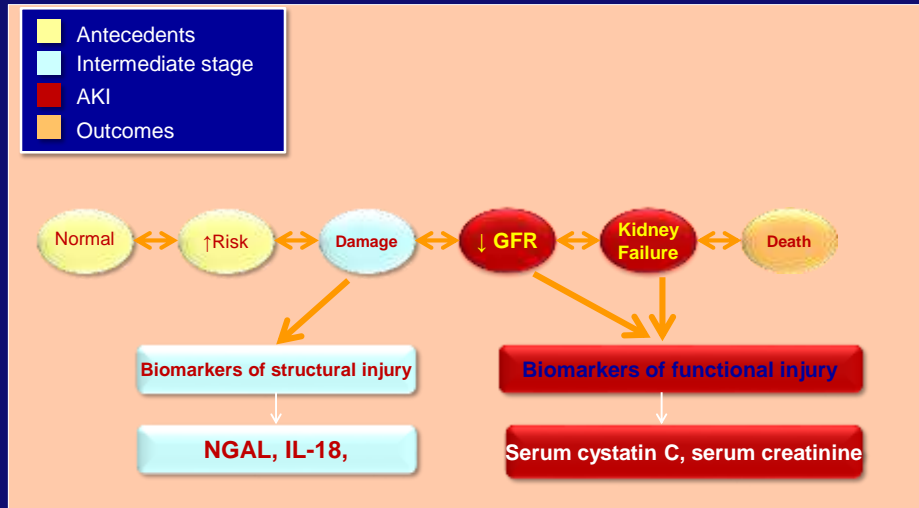 Antecedents
Intermediate stage
AKI
Outcomes
Normal
↑Risk
Damage
↓ GFR
Kidney
Failure
Death
Biomarkers of structural injury
Biomarkers of functional injury
NGAL, IL-18,
Serum cystatin C, serum creatinine